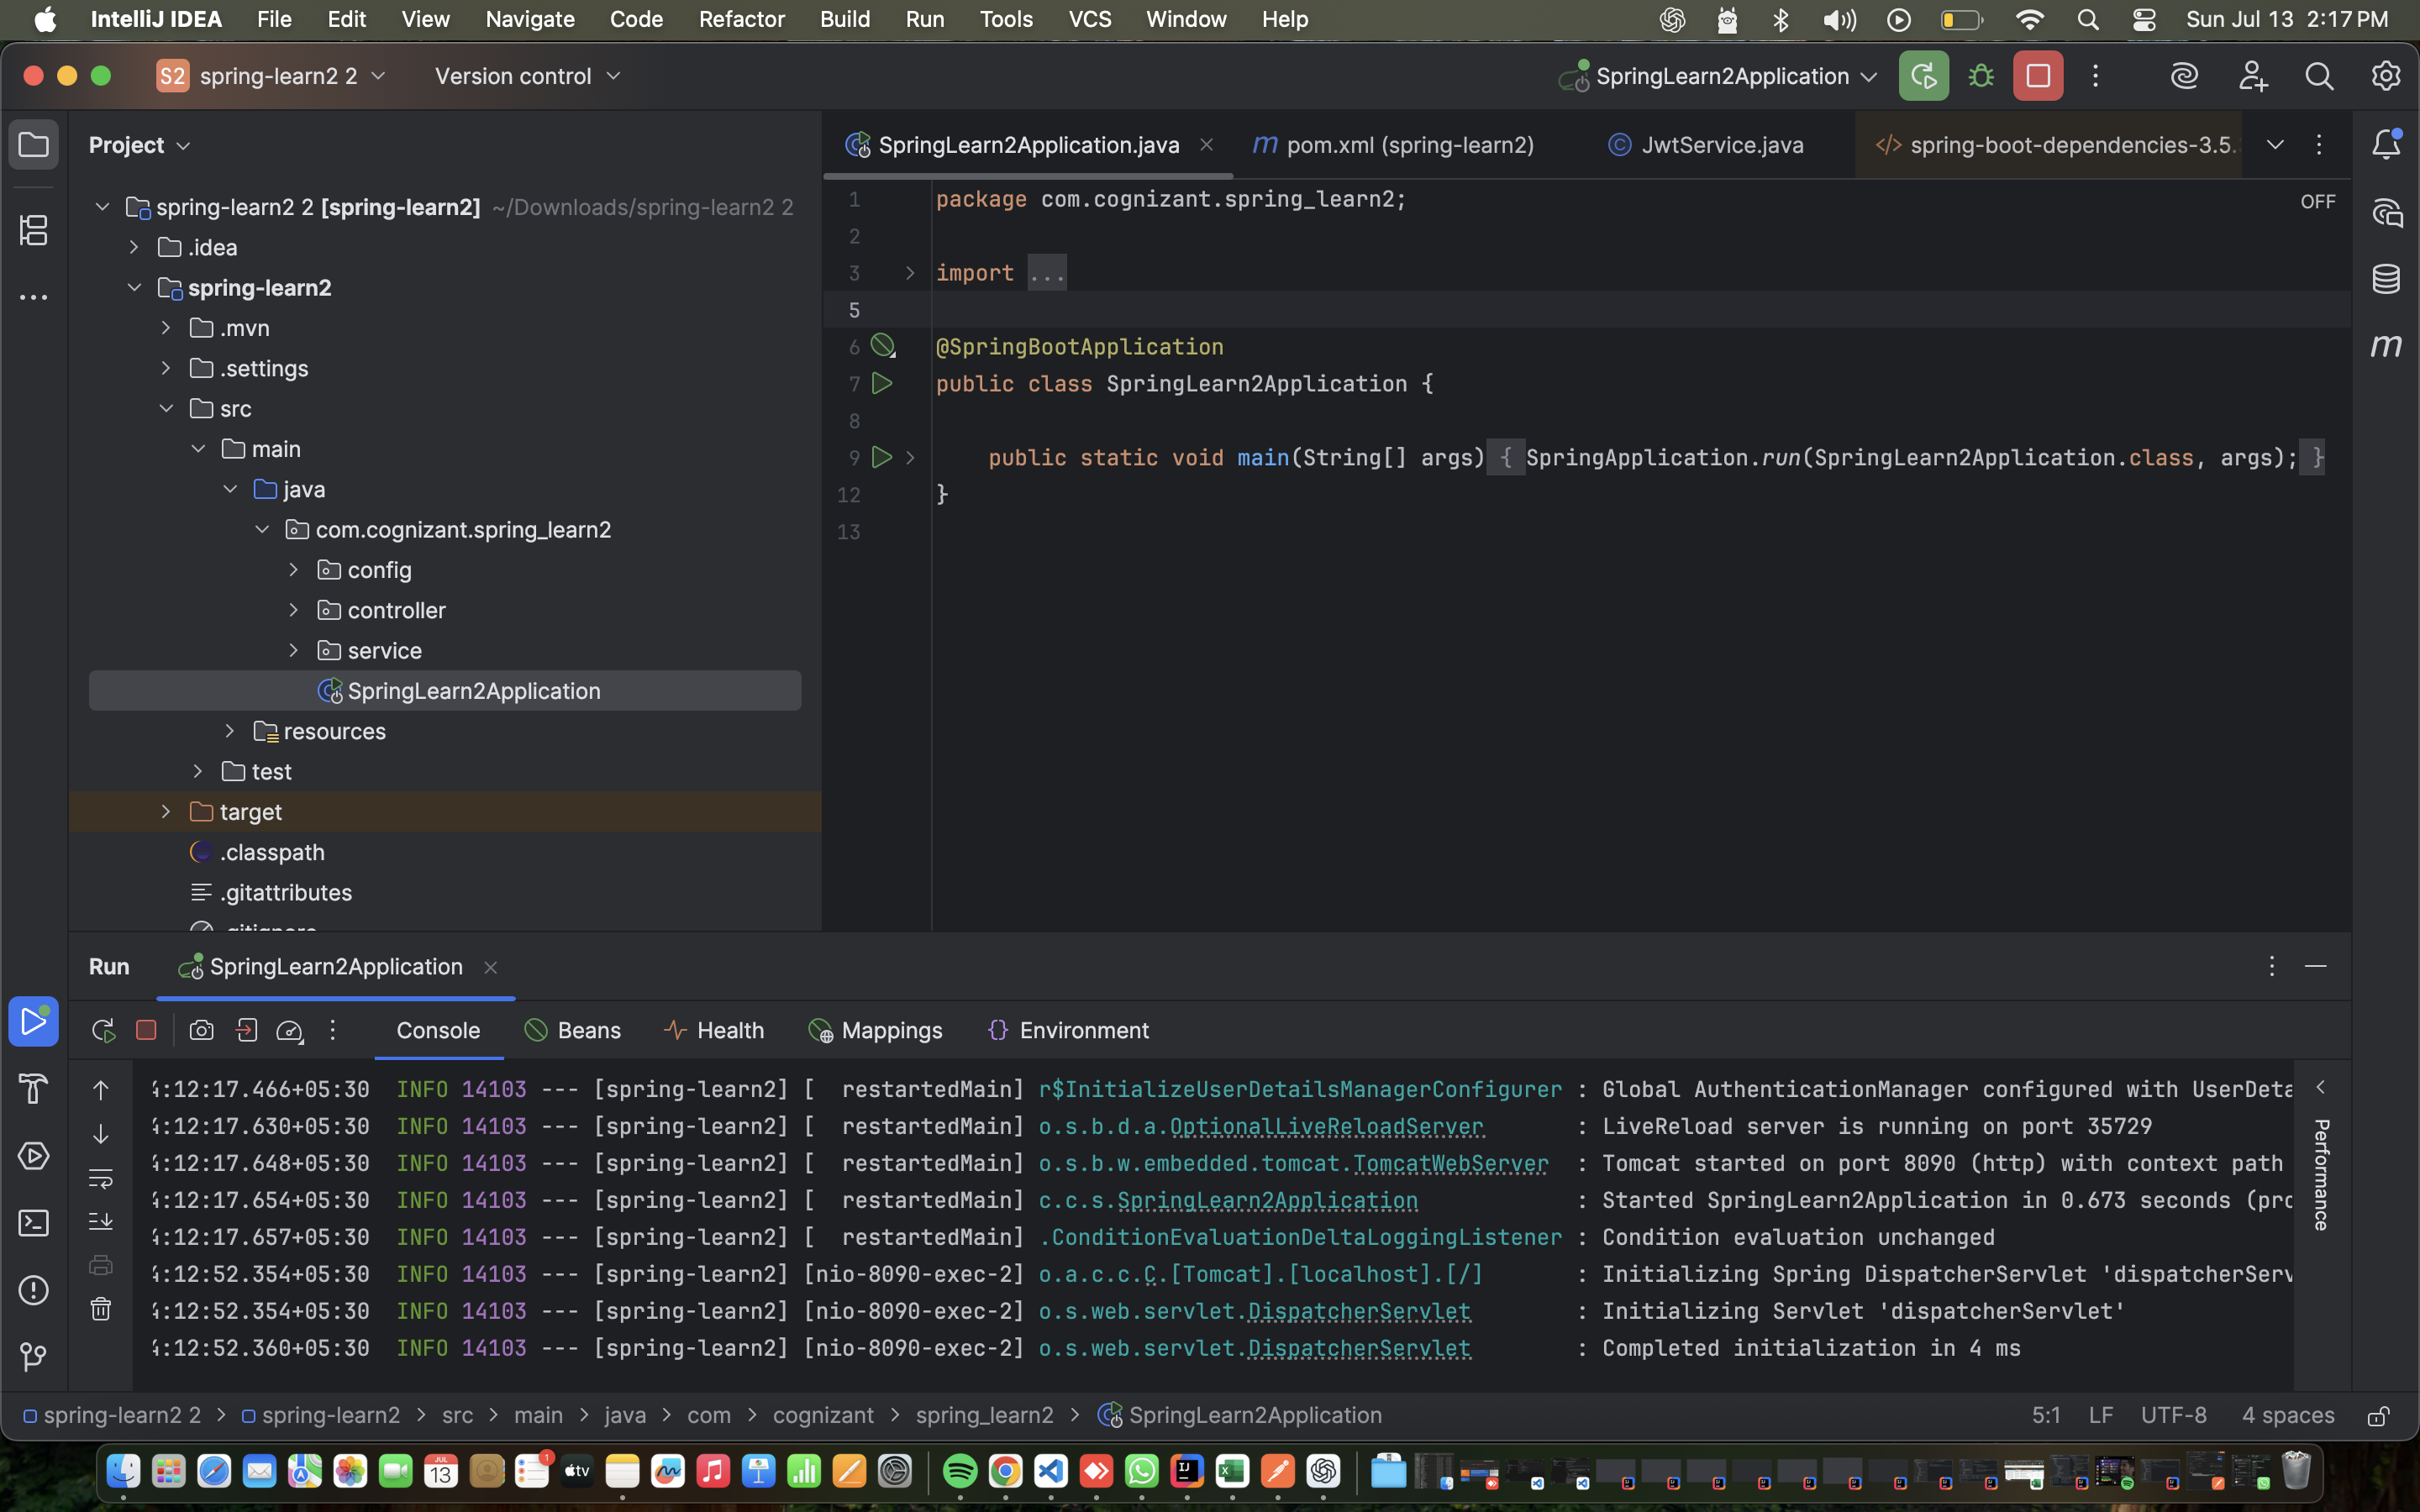 IntelliJ IDEA File Edit View Navigate Code Refactor Build Run Tools VCS Window Help Sun Jul 13 2:17 PM
S2 spring-learn2 2 Version control SpringLearn2Application
Project
SpringLearn2Application.java pom.xml (spring-learn2) JwtService.java spring-boot-dependencies-3.5.
spring-learn2 2 [spring-learn2] ~/Downloads/spring-learn2 2
.idea
spring-learn2
.mvn
.settings
src
main
java
com.cognizant.spring_learn2
config
controller
service
SpringLearn2Application
resources
test
target
.classpath
.gitattributes
.gitignore
OFF
1 package com.cognizant.spring_learn2;
2
3 import ...
5
6 @SpringBootApplication
7 public class SpringLearn2Application {
8
9 public static void main(String[] args) { SpringApplication.run(SpringLearn2Application.class, args); }
12 }
13
Run SpringLearn2Application
Console Beans Health Mappings Environment
4:12:17.466+05:30 INFO 14103 --- [spring-learn2] [ restartedMain] r$InitializeUserDetailsManagerConfigurer : Global AuthenticationManager configured with UserDeta
4:12:17.630+05:30 INFO 14103 --- [spring-learn2] [ restartedMain] o.s.b.d.a.OptionalLiveReloadServer : LiveReload server is running on port 35729
4:12:17.648+05:30 INFO 14103 --- [spring-learn2] [ restartedMain] o.s.b.w.embedded.tomcat.TomcatWebServer : Tomcat started on port 8090 (http) with context path
4:12:17.654+05:30 INFO 14103 --- [spring-learn2] [ restartedMain] c.c.s.SpringLearn2Application : Started SpringLearn2Application in 0.673 seconds (pro
4:12:17.657+05:30 INFO 14103 --- [spring-learn2] [ restartedMain] .ConditionEvaluationDeltaLoggingListener : Condition evaluation unchanged
4:12:52.354+05:30 INFO 14103 --- [spring-learn2] [nio-8090-exec-2] o.a.c.c.C.[Tomcat].[localhost].[/] : Initializing Spring DispatcherServlet 'dispatcherServ
4:12:52.354+05:30 INFO 14103 --- [spring-learn2] [nio-8090-exec-2] o.s.web.servlet.DispatcherServlet : Initializing Servlet 'dispatcherServlet'
4:12:52.360+05:30 INFO 14103 --- [spring-learn2] [nio-8090-exec-2] o.s.web.servlet.DispatcherServlet : Completed initialization in 4 ms
Performance
spring-learn2 2 > spring-learn2 > src > main > java > com > cognizant > spring_learn2 > SpringLearn2Application 5:1 LF UTF-8 4 spaces
JUL
13
1
tv
IJ